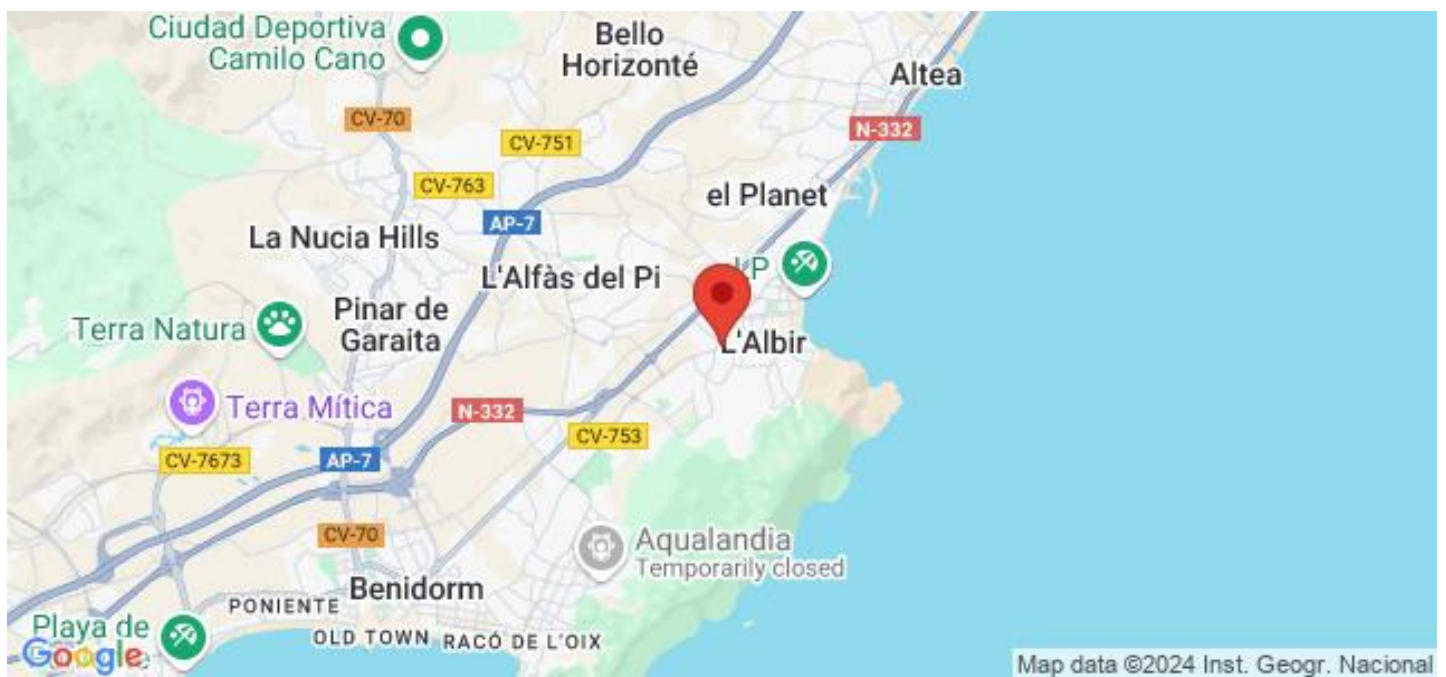 Ciudad Deportiva
Camilo Cano
Bello
Horizonté
Altea
CV-70
N-332
CV-751
CV-763
el Planet
AP-7
La Nucia Hills
L'Alfàs del Pi
Pinar de
Garaita
Terra Natura
L'Albir
Terra Mítica
N-332
CV-753
CV-7673
AP-7
CV-70
Aqualandia
Temporarily closed
Benidorm
PONIENTE
OLD TOWN
RACÓ DE L'OIX
Playa de
Google
Map data ©2024 Inst. Geogr. Nacional